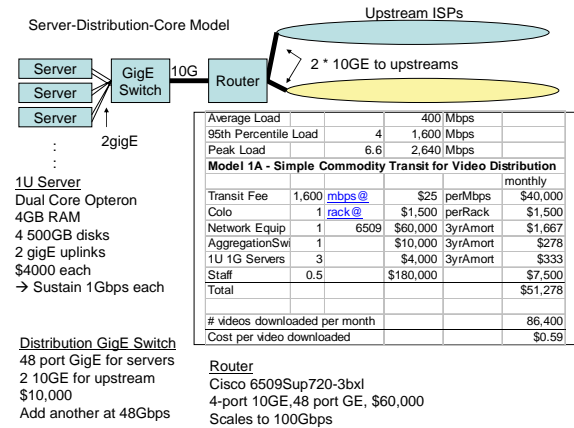 Server-Distribution-Core Model
Upstream ISPs
Server
Server
Server
GigE
Switch
10G
Router
2 * 10GE to upstreams
2gigE
:
:
1U Server
Dual Core Opteron
4GB RAM
4 500GB disks
2 gigE uplinks
$4000 each
→ Sustain 1Gbps each
Average Load 400 Mbps
95th Percentile Load 4 1,600 Mbps
Peak Load 6.6 2,640 Mbps
Model 1A - Simple Commodity Transit for Video Distribution
monthly
Transit Fee 1,600 mbps@ $25 perMbps $40,000
Colo 1 rack@ $1,500 perRack $1,500
Network Equip 1 6509 $60,000 3yrAmort $1,667
AggregationSwi 1 $10,000 3yrAmort $278
1U 1G Servers 3 $4,000 3yrAmort $333
Staff 0.5 $180,000 $7,500
Total $51,278
# videos downloaded per month 86,400
Cost per video downloaded $0.59
Distribution GigE Switch
48 port GigE for servers
2 10GE for upstream
$10,000
Add another at 48Gbps
Router
Cisco 6509Sup720-3bxl
4-port 10GE,48 port GE, $60,000
Scales to 100Gbps